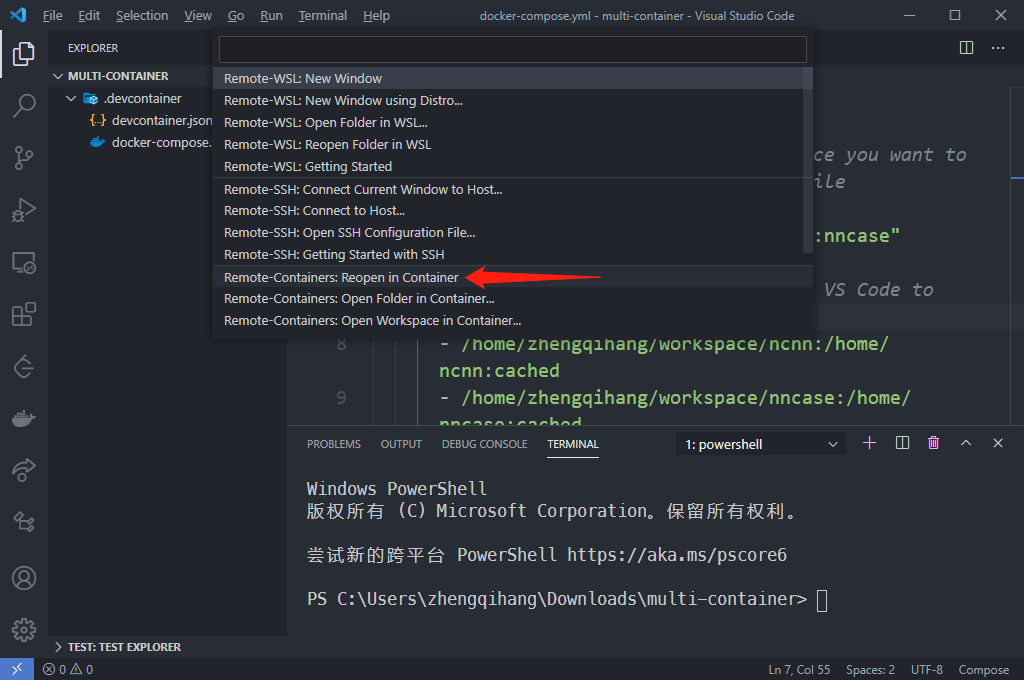 File Edit Selection View Go Run Terminal Help docker-compose.yml - multi-container - Visual Studio Code
EXPLORER
MULTI-CONTAINER
.devcontainer
{..} devcontainer.json
docker-compose.
Remote-WSL: New Window
Remote-WSL: New Window using Distro...
Remote-WSL: Open Folder in WSL...
Remote-WSL: Reopen Folder in WSL
Remote-WSL: Getting Started
Remote-SSH: Connect Current Window to Host...
Remote-SSH: Connect to Host...
Remote-SSH: Open SSH Configuration File...
Remote-SSH: Getting Started with SSH
Remote-Containers: Reopen in Container
Remote-Containers: Open Folder in Container...
Remote-Containers: Open Workspace in Container...
ce you want to
ile
:nncase"
VS Code to
8 - /home/zhengqihang/workspace/ncnn:/home/
ncnn:cached
9 - /home/zhengqihang/workspace/nncase:/home/
nncase:cached
PROBLEMS OUTPUT DEBUG CONSOLE TERMINAL 1: powershell
Windows PowerShell
版权所有 (C) Microsoft Corporation。保留所有权利。
尝试新的跨平台 PowerShell https://aka.ms/pscore6
PS C:\Users\zhengqihang\Downloads\multi-container>
TEST: TEST EXPLORER
0 0 Ln 7, Col 55 Spaces: 2 UTF-8 Compose